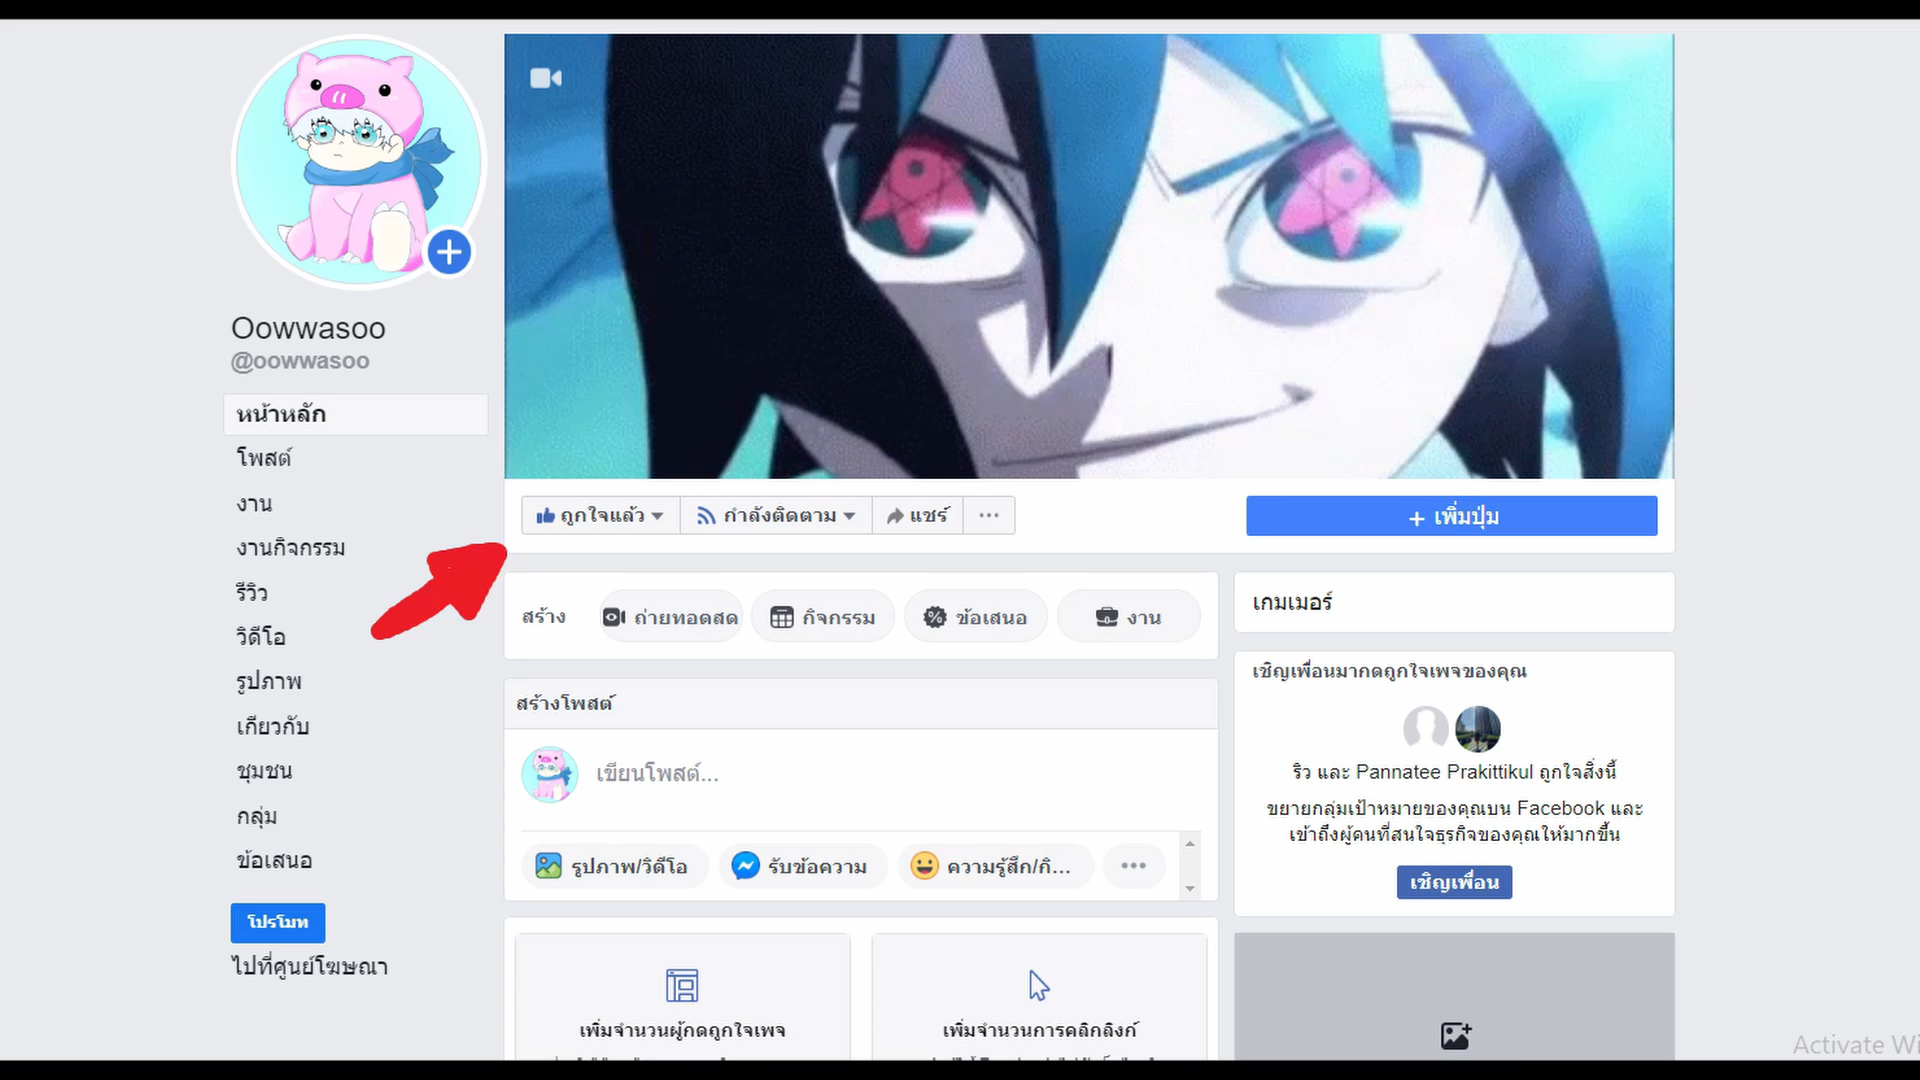 Oowwasoo
@oowwasoo
หน้าหลัก
โพสต์
งาน
งานกิจกรรม
รีวิว
วิดีโอ
รูปภาพ
เกี่ยวกับ
ชุมชน
กลุ่ม
ข้อเสนอ
โปรโมท
ไปที่ศูนย์โฆษณา
ถูกใจแล้ว กำลังติดตาม แชร์
+ เพิ่มปุ่ม
สร้าง ถ่ายทอดสด กิจกรรม ข้อเสนอ งาน
สร้างโพสต์
เขียนโพสต์...
รูปภาพ/วิดีโอ รับข้อความ ความรู้สึก/กิ...
เพิ่มจำนวนผู้กดถูกใจเพจ
เพิ่มจำนวนการคลิกลิงก์
เกมเมอร์
เชิญเพื่อนมากดถูกใจเพจของคุณ
ริว และ Pannatee Prakittikul ถูกใจสิ่งนี้
ขยายกลุ่มเป้าหมายของคุณบน Facebook และ
เข้าถึงผู้คนที่สนใจธุรกิจของคุณให้มากขึ้น
เชิญเพื่อน
Activate Wi